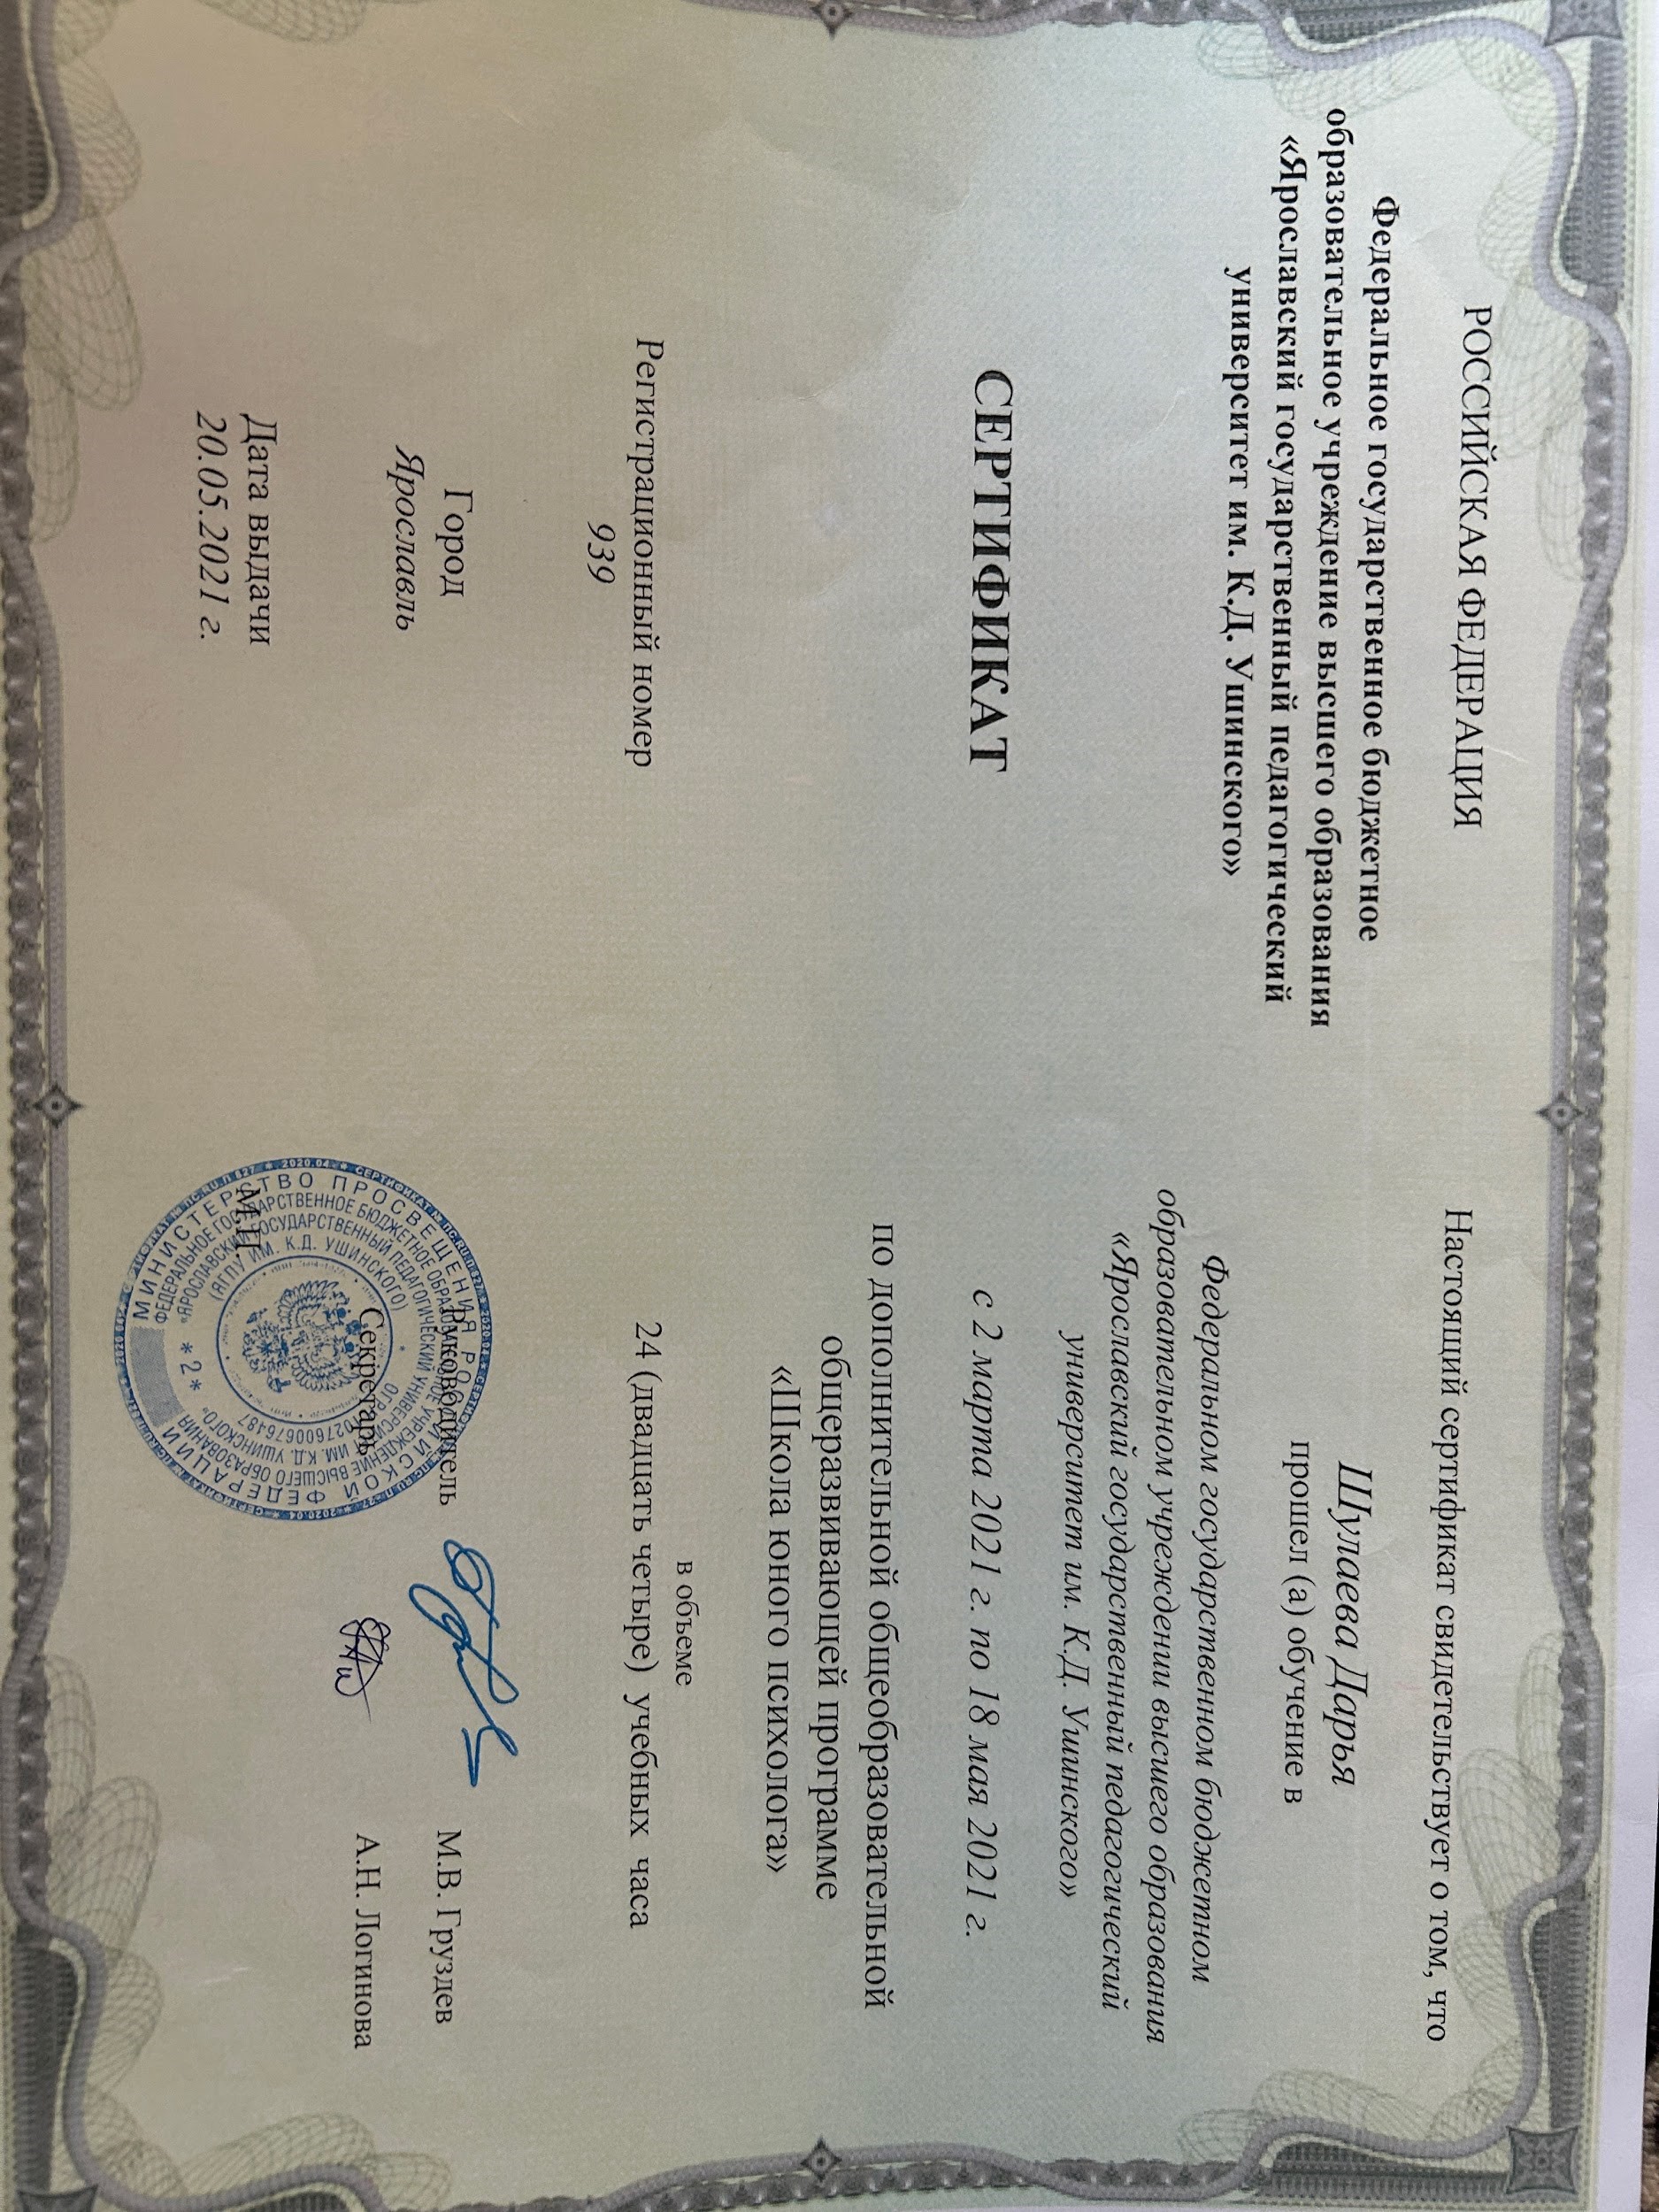 РОССИЙСКАЯ ФЕДЕРАЦИЯ
Федеральное государственное бюджетное
образовательное учреждение высшего образования
«Ярославский государственный педагогический
университет им. К.Д. Ушинского»
СЕРТИФИКАТ
Регистрационный номер
939
Город
Ярославль
Дата выдачи
20.05.2021 г.
Настоящий сертификат свидетельствует о том, что
Шулаева Дарья
прошел (а) обучение в
Федеральном государственном бюджетном
образовательном учреждении высшего образования
«Ярославский государственный педагогический
университет им. К.Д. Ушинского»
с 2 марта 2021 г. по 18 мая 2021 г.
по дополнительной общеобразовательной
общеразвивающей программе
«Школа юного психолога»
в объеме
24 (двадцать четыре) учебных часа
Руководитель М.В. Груздев
Секретарь А.Н. Логинова
М.П.
МИНИСТЕРСТВО ПРОСВЕЩЕНИЯ РОССИЙСКОЙ ФЕДЕРАЦИИ
ФЕДЕРАЛЬНОЕ ГОСУДАРСТВЕННОЕ БЮДЖЕТНОЕ ОБРАЗОВАТЕЛЬНОЕ УЧРЕЖДЕНИЕ ВЫСШЕГО ОБРАЗОВАНИЯ
«ЯРОСЛАВСКИЙ ГОСУДАРСТВЕННЫЙ ПЕДАГОГИЧЕСКИЙ УНИВЕРСИТЕТ ИМ. К.Д. УШИНСКОГО»
(ЯГПУ ИМ. К.Д. УШИНСКОГО)
ОГРН 1027600676487
* 2 *